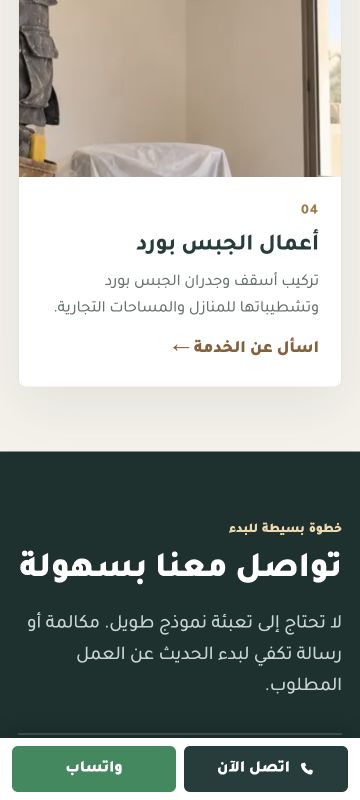 04
أعمال الجبس بورد
تركيب أسقف وجدران الجبس بورد
وتشطيباتها للمنازل والمساحات التجارية.
اسأل عن الخدمة ←
خطوة بسيطة للبدء
تواصل معنا بسهولة
لا تحتاج إلى تعبئة نموذج طويل. مكالمة أو
رسالة تكفي لبدء الحديث عن العمل
المطلوب.
اتصل الآن
واتساب